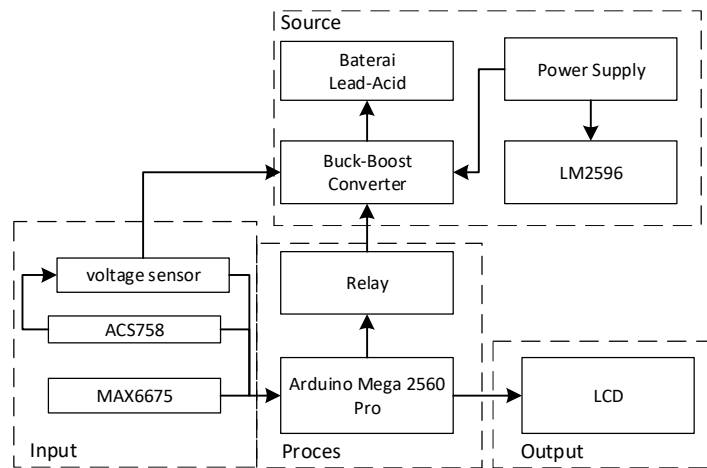 Source
Baterai
Lead-Acid
Power Supply
Buck-Boost
Converter
LM2596
voltage sensor
ACS758
MAX6675
Input
Relay
Arduino Mega 2560
Pro
Proces
LCD
Output